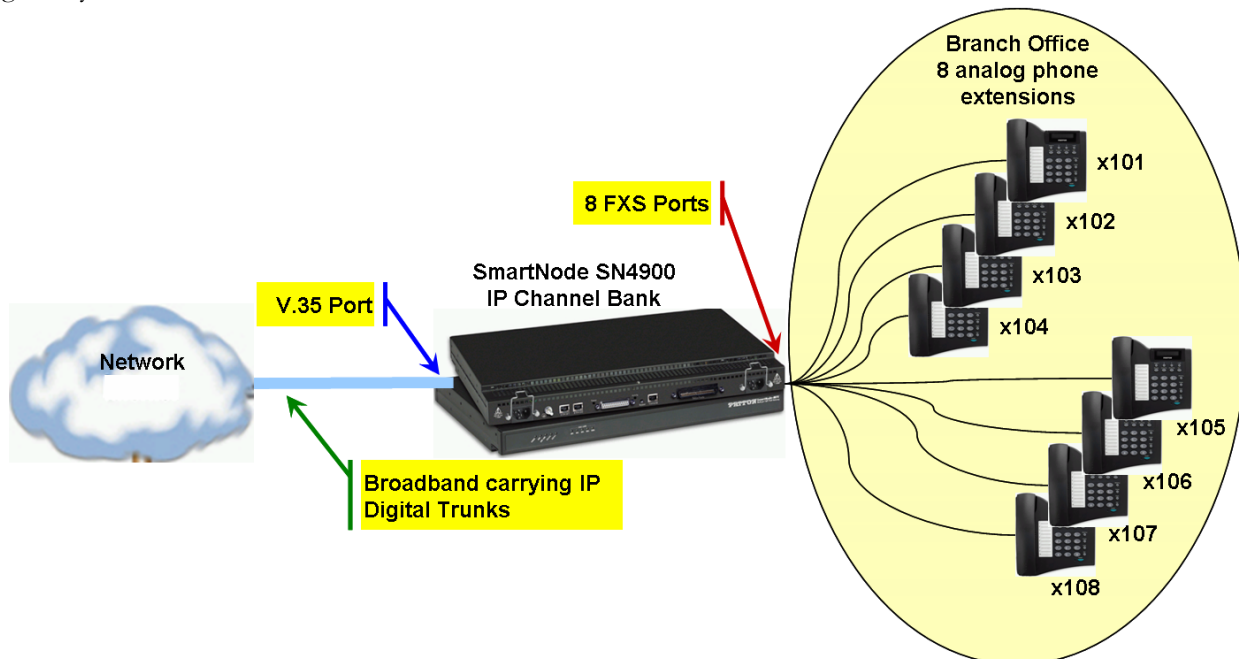 Branch Office
8 analog phone
extensions
x101
8 FXS Ports
x102
SmartNode SN4900
IP Channel Bank
x103
V.35 Port
x104
Network
PATTON
x105
Broadband carrying IP
Digital Trunks
x106
x107
x108